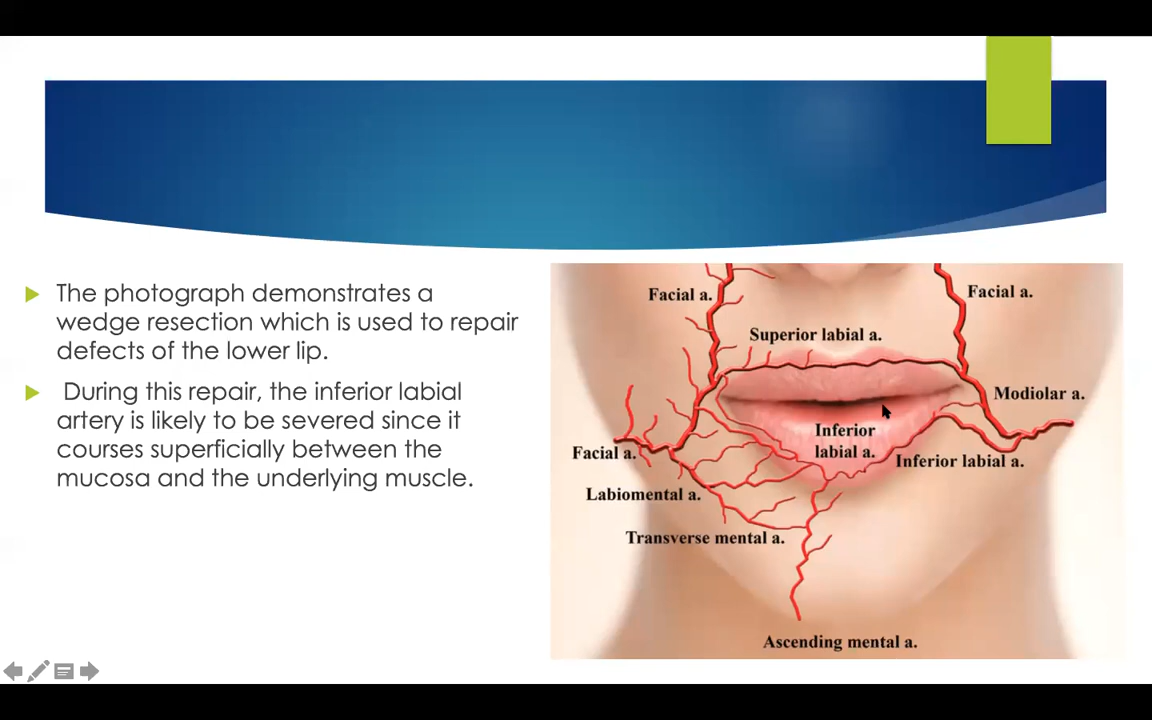 The photograph demonstrates a
wedge resection which is used to repair
defects of the lower lip.
During this repair, the inferior labial
artery is likely to be severed since it
courses superficially between the
mucosa and the underlying muscle.
Facial a.
Facial a.
Superior labial a.
Modiolar a.
Inferior
labial a.
Facial a.
Inferior labial a.
Labiomental a.
Transverse mental a.
Ascending mental a.